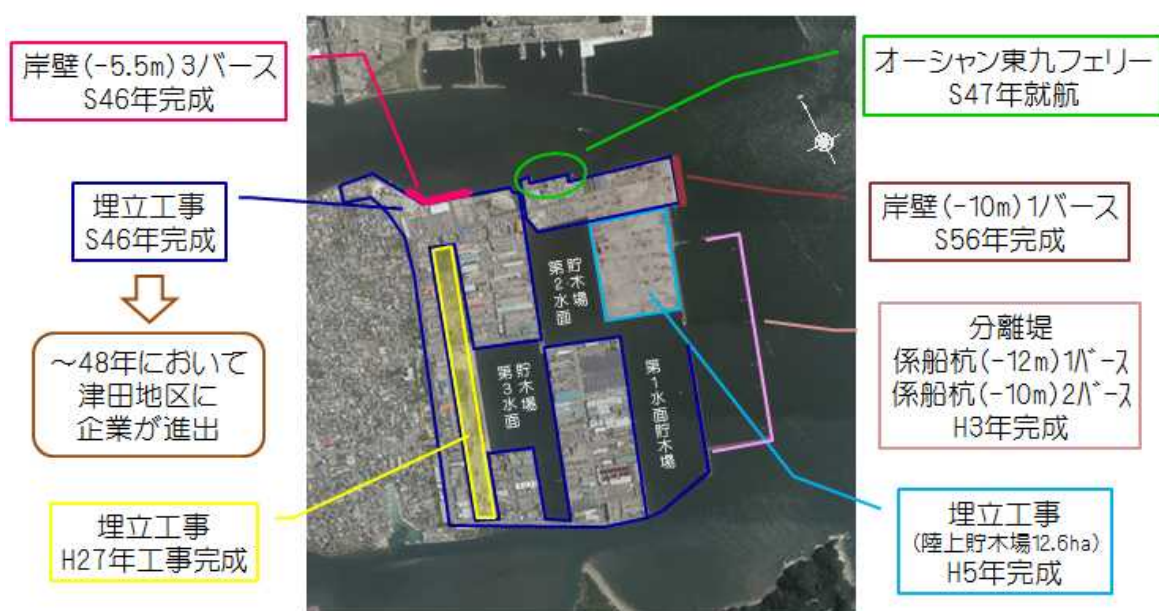 岸壁(-5.5m)3バース
S46年完成
埋立工事
S46年完成
～48年において
津田地区に
企業が進出
埋立工事
H27年工事完成
貯木場
第2水面
貯木場
第3水面
第1水面貯木場
オーシャン東九フェリー
S47年就航
岸壁(-10m)1バース
S56年完成
分離堤
係船杭(-12m)1バース
係船杭(-10m)2バース
H3年完成
埋立工事
(陸上貯木場12.6ha)
H5年完成